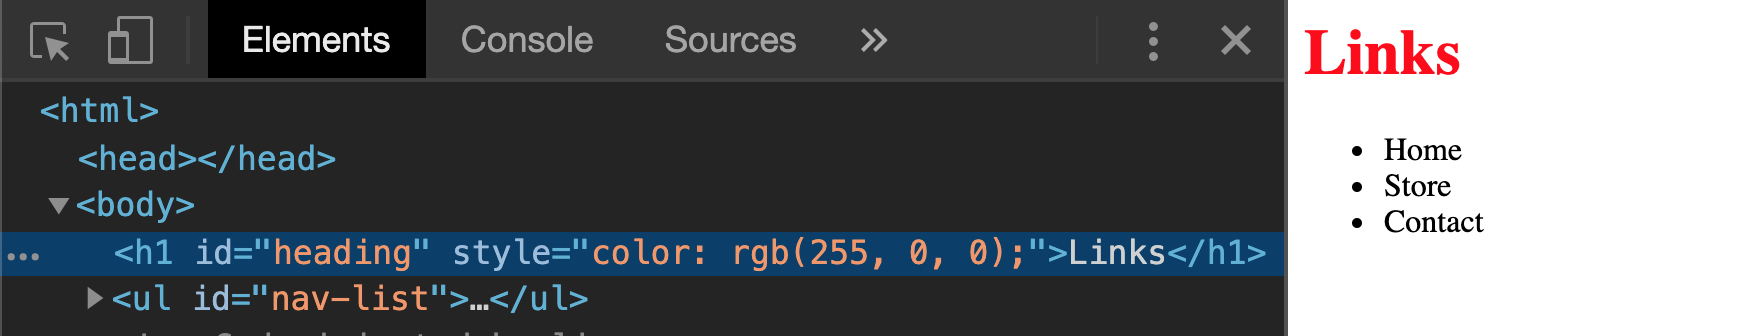 Elements Console Sources »
<html>
<head></head>
<body>
<h1 id="heading" style="color: rgb(255, 0, 0);">Links</h1>
<ul id="nav-list">…</ul>
Links
• Home
• Store
• Contact